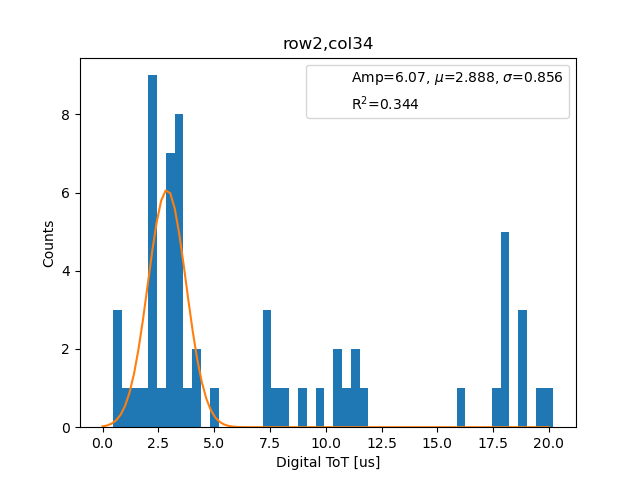 row2,col34
Amp=6.07, μ=2.888, σ=0.856
R²=0.344
Counts
8
6
4
2
0
0.0 2.5 5.0 7.5 10.0 12.5 15.0 17.5 20.0
Digital ToT [us]